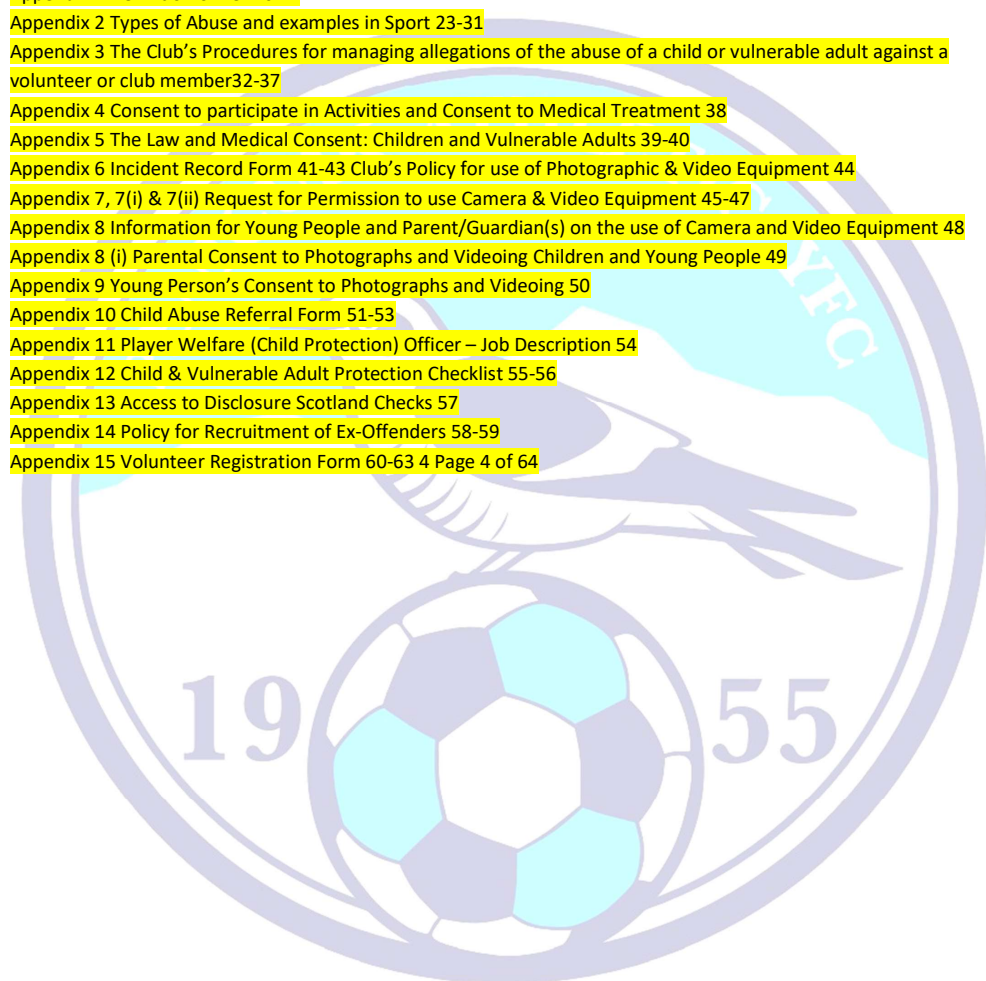 Appendix 2 Types of Abuse and examples in Sport 23-31
Appendix 3 The Club’s Procedures for managing allegations of the abuse of a child or vulnerable adult against a
volunteer or club member32-37
Appendix 4 Consent to participate in Activities and Consent to Medical Treatment 38
Appendix 5 The Law and Medical Consent: Children and Vulnerable Adults 39-40
Appendix 6 Incident Record Form 41-43 Club’s Policy for use of Photographic & Video Equipment 44
Appendix 7, 7(i) & 7(ii) Request for Permission to use Camera & Video Equipment 45-47
Appendix 8 Information for Young People and Parent/Guardian(s) on the use of Camera and Video Equipment 48
Appendix 8 (i) Parental Consent to Photographs and Videoing Children and Young People 49
Appendix 9 Young Person’s Consent to Photographs and Videoing 50
Appendix 10 Child Abuse Referral Form 51-53
Appendix 11 Player Welfare (Child Protection) Officer – Job Description 54
Appendix 12 Child & Vulnerable Adult Protection Checklist 55-56
Appendix 13 Access to Disclosure Scotland Checks 57
Appendix 14 Policy for Recruitment of Ex-Offenders 58-59
Appendix 15 Volunteer Registration Form 60-63 4 Page 4 of 64
YFC
19 55